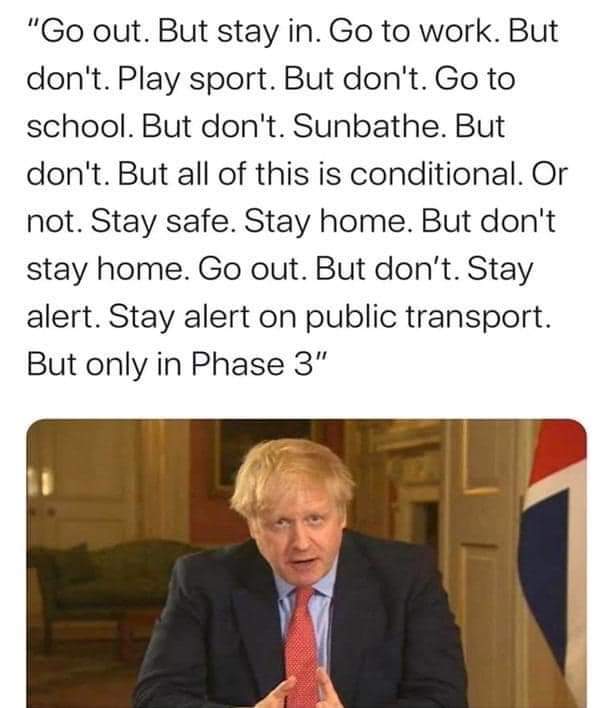 "Go out. But stay in. Go to work. But
don't. Play sport. But don't. Go to
school. But don't. Sunbathe. But
don't. But all of this is conditional. Or
not. Stay safe. Stay home. But don't
stay home. Go out. But don’t. Stay
alert. Stay alert on public transport.
But only in Phase 3”